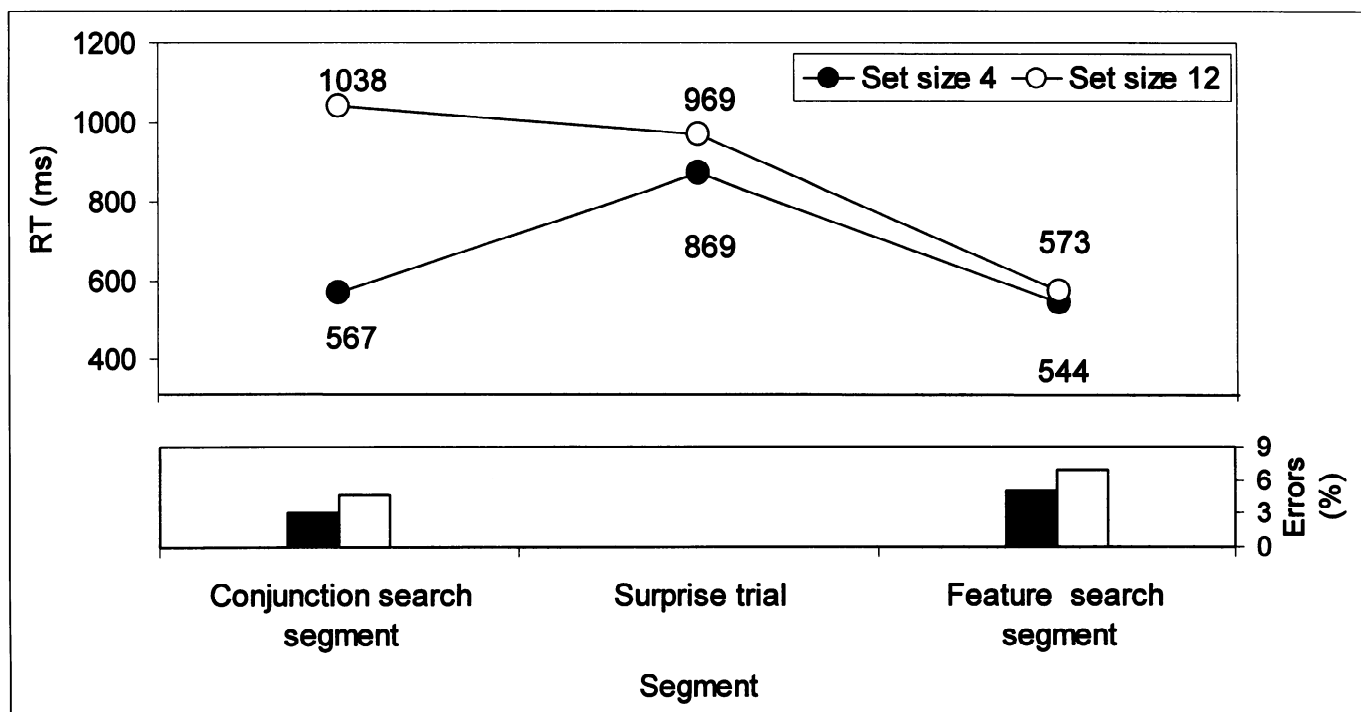 1200
1000
800
600
400
RT (ms)
Set size 4
Set size 12
1038
969
869
567
573
544
9
6
3
0
Errors
(%)
Conjunction search
segment
Surprise trial
Feature search
segment
Segment